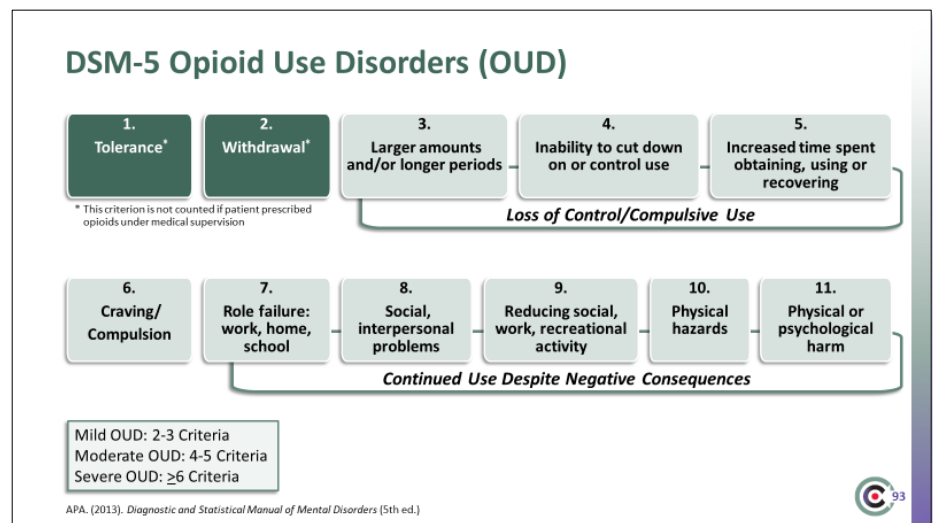 DSM-5 Opioid Use Disorders (OUD)
1.
Tolerance*
2.
Withdrawal*
3.
Larger amounts
and/or longer periods
4.
Inability to cut down
on or control use
5.
Increased time spent
obtaining, using or
recovering
* This criterion is not counted if patient prescribed
opioids under medical supervision
Loss of Control/Compulsive Use
6.
Craving/
Compulsion
7.
Role failure:
work, home,
school
8.
Social,
interpersonal
problems
9.
Reducing social,
work, recreational
activity
10.
Physical
hazards
11.
Physical or
psychological
harm
Continued Use Despite Negative Consequences
Mild OUD: 2-3 Criteria
Moderate OUD: 4-5 Criteria
Severe OUD: >6 Criteria
APA. (2013). Diagnostic and Statistical Manual of Mental Disorders (5th ed.)
93